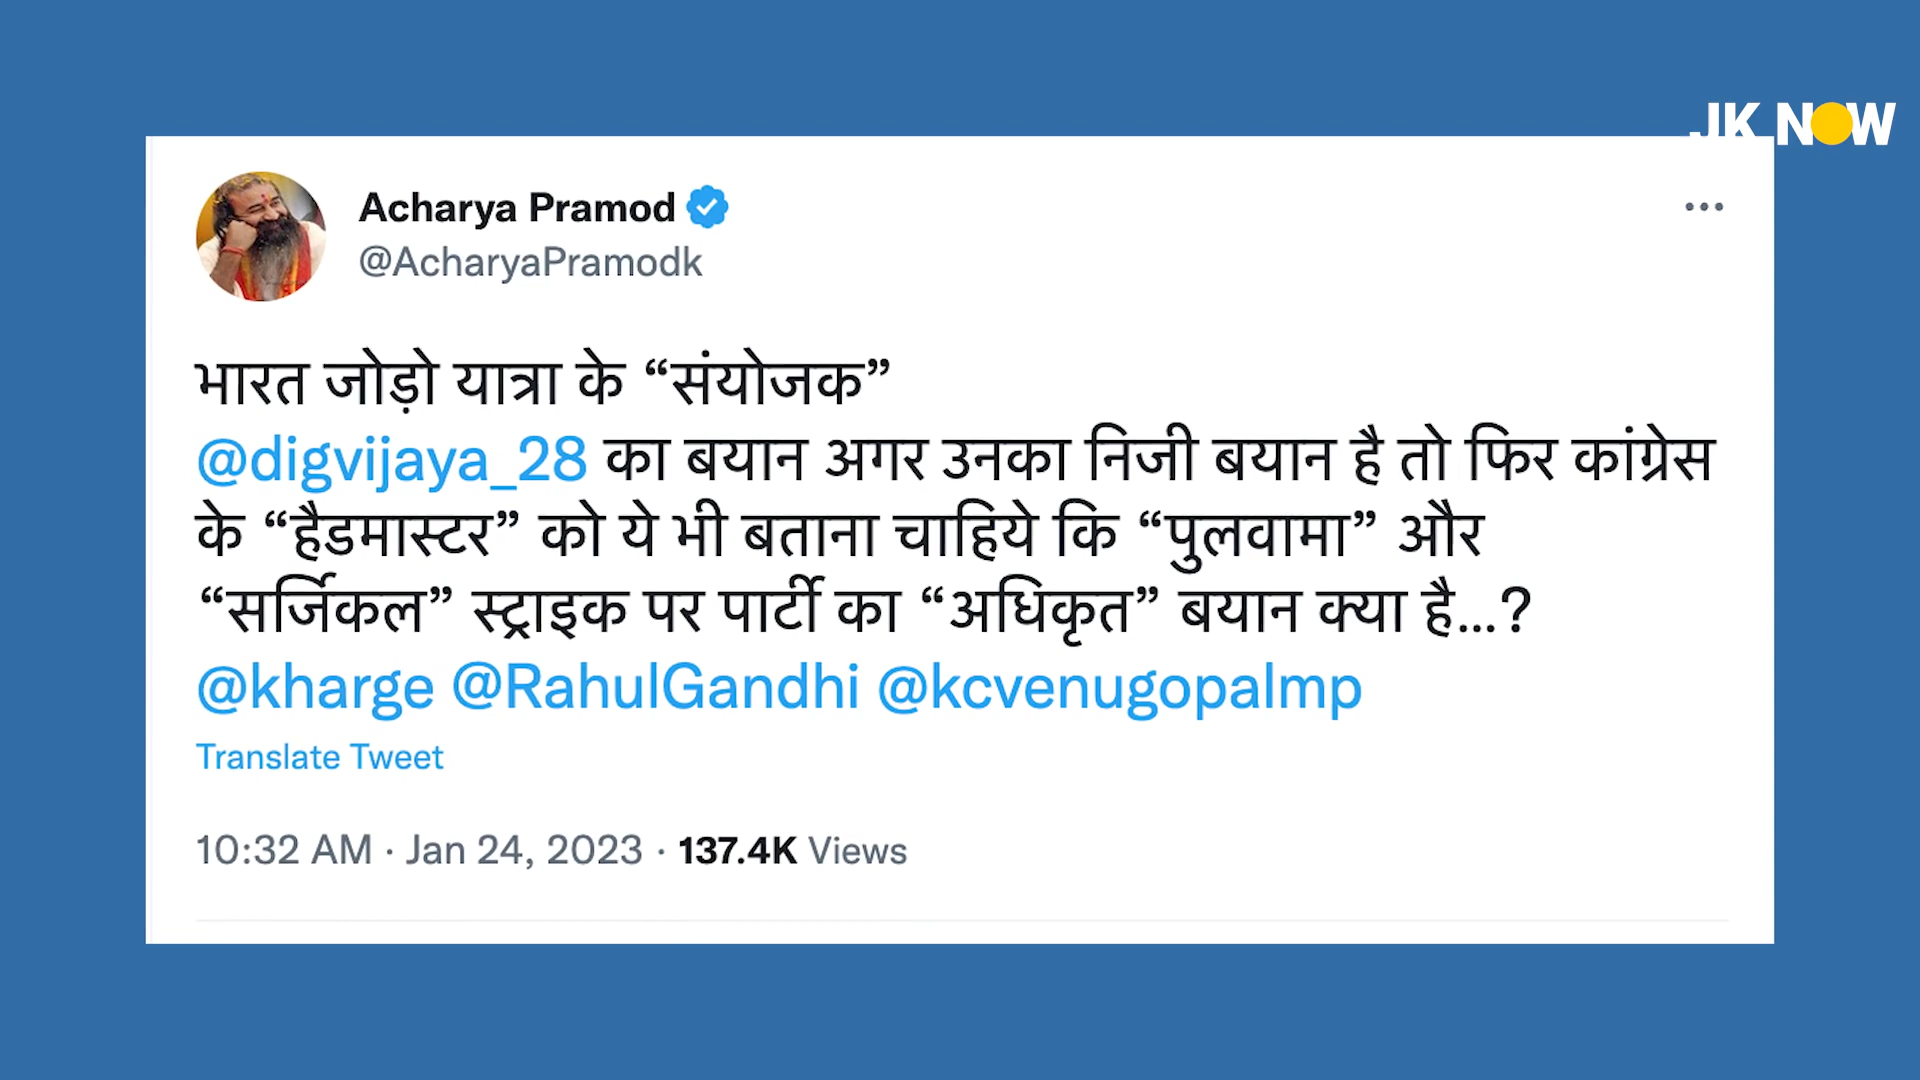 JK NOW
Acharya Pramod
@AcharyaPramodk
भारत जोड़ो यात्रा के “संयोजक”
@digvijaya_28 का बयान अगर उनका निजी बयान है तो फिर कांग्रेस
के “हैडमास्टर” को ये भी बताना चाहिये कि “पुलवामा” और
“सर्जिकल” स्ट्राइक पर पार्टी का “अधिकृत” बयान क्या है...?
@kharge @RahulGandhi @kcvenugopalmp
Translate Tweet
10:32 AM · Jan 24, 2023 · 137.4K Views